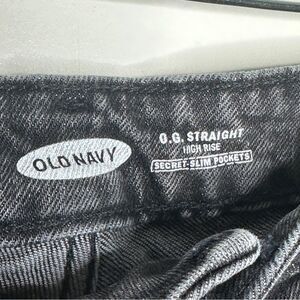 OLD NAVY
O.G. STRAIGHT
HIGH RISE
SECRET-SLIM POCKETS